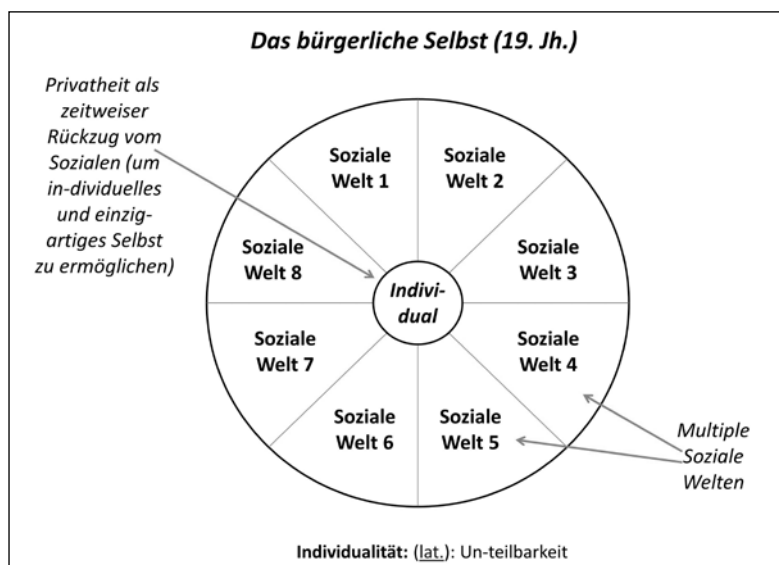 Das bürgerliche Selbst (19. Jh.)
Privatheit als
zeitweiser
Rückzug vom
Sozialen (um
in-dividuelles
und einzig-
artiges Selbst
zu ermöglichen)
Soziale
Welt 1
Soziale
Welt 2
Soziale
Welt 3
Soziale
Welt 4
Soziale
Welt 5
Soziale
Welt 6
Soziale
Welt 7
Soziale
Welt 8
Indivi-
dual
Multiple
Soziale
Welten
Individualität: (lat.): Un-teilbarkeit